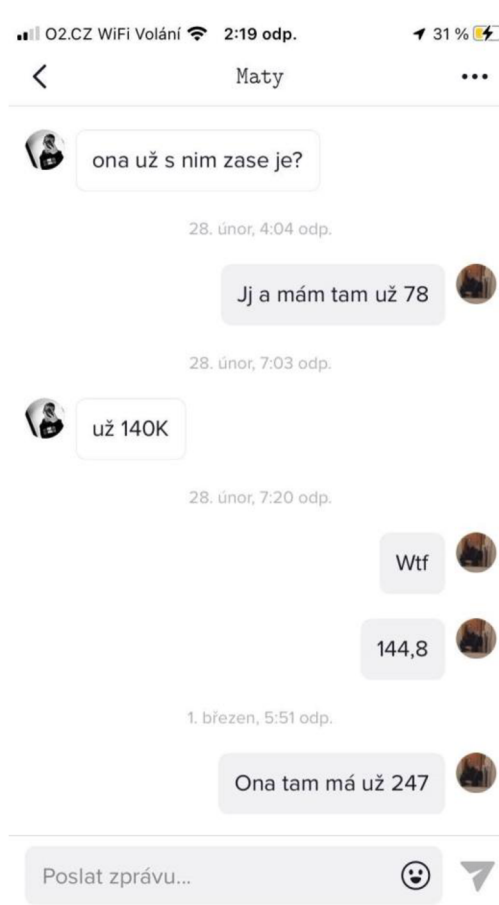 O2.CZ WiFi Volání 2:19 odp. 31 %
Maty
ona už s nim zase je?
28. únor, 4:04 odp.
Jj a mám tam už 78
28. únor, 7:03 odp.
už 140K
28. únor, 7:20 odp.
Wtf
144,8
1. březen, 5:51 odp.
Ona tam má už 247
Poslat zprávu...